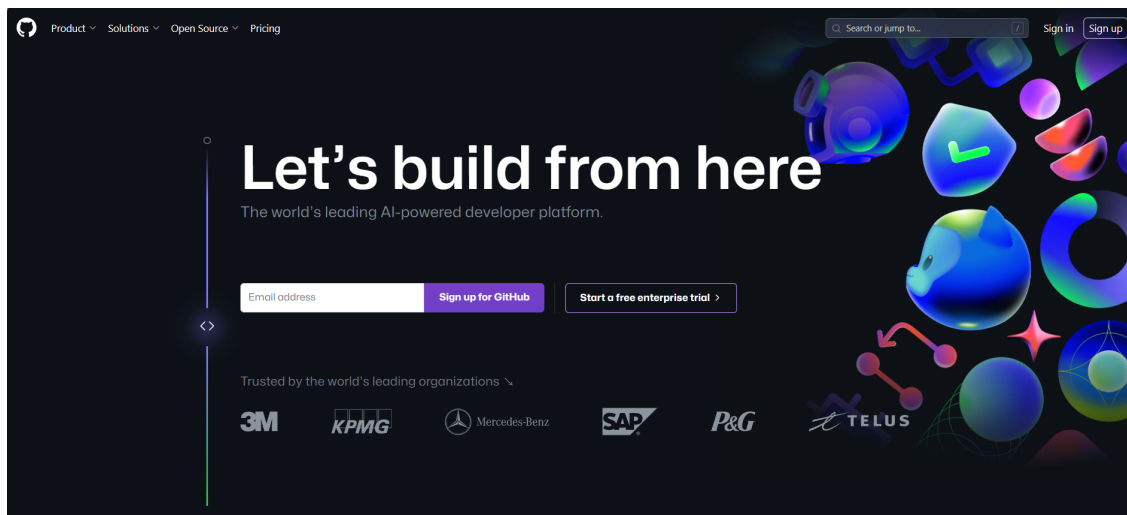 Product Solutions Open Source Pricing Search or jump to... / Sign in Sign up
Let’s build from here
The world's leading AI-powered developer platform.
Email address Sign up for GitHub Start a free enterprise trial
Trusted by the world's leading organizations ↘
3M KPMG Mercedes-Benz SAP P&G TELUS